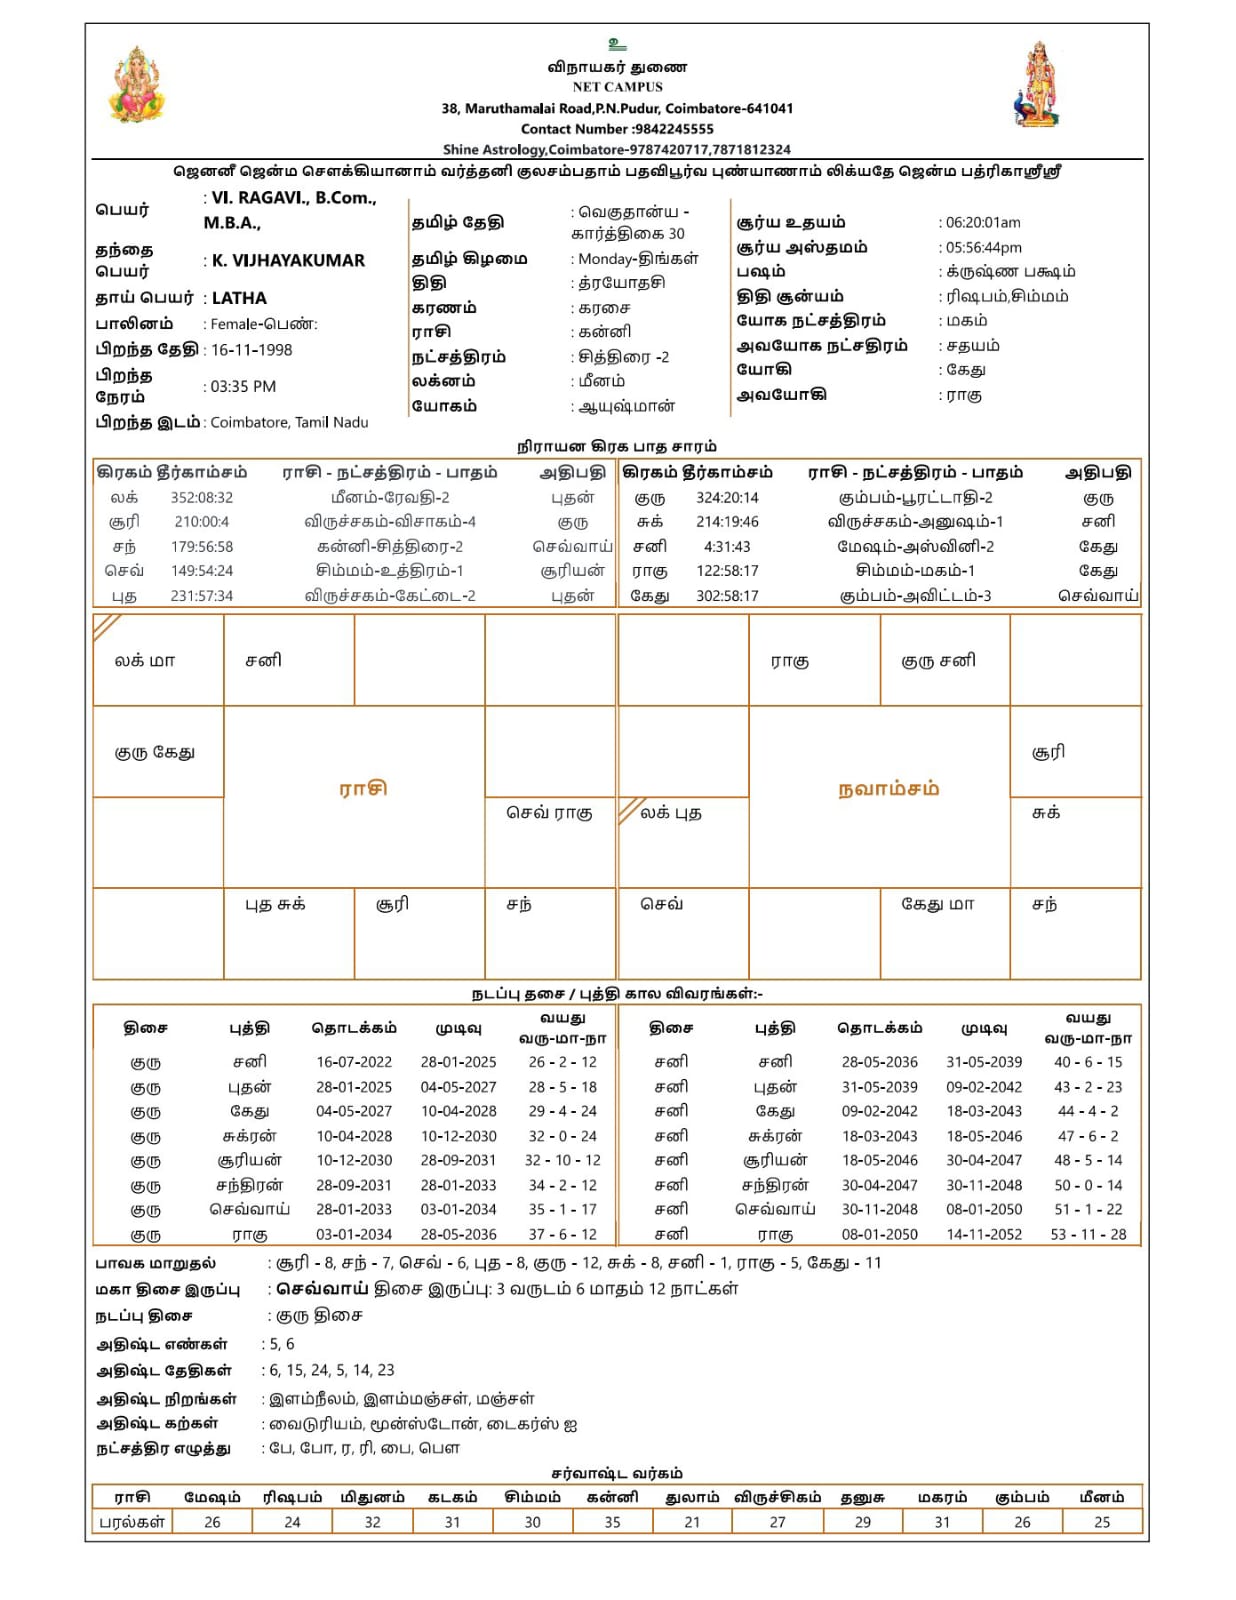 உ
விநாயகர் துணை
NET CAMPUS
38, Maruthamalai Road,P.N.Pudur, Coimbatore-641041
Contact Number :9842245555
Shine Astrology,Coimbatore-9787420717,7871812324
ஜெனனீ ஜென்ம சௌக்கியானாம் வர்த்தனி குலசம்பதாம் பதவிபூர்வ புண்யாணாம் லிக்யதே ஜென்ம பத்ரிகாஸ்ரீஸ்ரீ
பெயர் : VI. RAGAVI., B.Com., M.B.A.,
தந்தை பெயர் : K. VIJHAYAKUMAR
தாய் பெயர் : LATHA
பாலினம் : Female-பெண்:
பிறந்த தேதி : 16-11-1998
பிறந்த நேரம் : 03:35 PM
பிறந்த இடம் : Coimbatore, Tamil Nadu
தமிழ் தேதி : வெகுதான்ய - கார்த்திகை 30
தமிழ் கிழமை : Monday-திங்கள்
திதி : த்ரயோதசி
கரணம் : கரசை
ராசி : கன்னி
நட்சத்திரம் : சித்திரை -2
லக்னம் : மீனம்
யோகம் : ஆயுஷ்மான்
சூர்ய உதயம் : 06:20:01am
சூர்ய அஸ்தமம் : 05:56:44pm
பஷம் : க்ருஷ்ண பக்ஷம்
திதி சூன்யம் : ரிஷபம்,சிம்மம்
யோக நட்சத்திரம் : மகம்
அவயோக நட்சதிரம் : சதயம்
யோகி : கேது
அவயோகி : ராகு
நிராயன கிரக பாத சாரம்
கிரகம் தீர்காம்சம் ராசி - நட்சத்திரம் - பாதம் அதிபதி கிரகம் தீர்காம்சம் ராசி - நட்சத்திரம் - பாதம் அதிபதி
லக் 352:08:32 மீனம்-ரேவதி-2 புதன் குரு 324:20:14 கும்பம்-பூரட்டாதி-2 குரு
சூரி 210:00:4 விருச்சகம்-விசாகம்-4 குரு சுக் 214:19:46 விருச்சகம்-அனுஷம்-1 சனி
சந் 179:56:58 கன்னி-சித்திரை-2 செவ்வாய் சனி 4:31:43 மேஷம்-அஸ்வினி-2 கேது
செவ் 149:54:24 சிம்மம்-உத்திரம்-1 சூரியன் ராகு 122:58:17 சிம்மம்-மகம்-1 கேது
புத 231:57:34 விருச்சகம்-கேட்டை-2 புதன் கேது 302:58:17 கும்பம்-அவிட்டம்-3 செவ்வாய்
லக் மா சனி ராகு குரு சனி
குரு கேது சூரி
ராசி நவாம்சம்
செவ் ராகு லக் புத சுக்
புத சுக் சூரி சந் செவ் கேது மா சந்
நடப்பு தசை / புத்தி கால விவரங்கள்:-
திசை புத்தி தொடக்கம் முடிவு வயது வரு-மா-நா திசை புத்தி தொடக்கம் முடிவு வயது வரு-மா-நா
குரு சனி 16-07-2022 28-01-2025 26 - 2 - 12 சனி சனி 28-05-2036 31-05-2039 40 - 6 - 15
குரு புதன் 28-01-2025 04-05-2027 28 - 5 - 18 சனி புதன் 31-05-2039 09-02-2042 43 - 2 - 23
குரு கேது 04-05-2027 10-04-2028 29 - 4 - 24 சனி கேது 09-02-2042 18-03-2043 44 - 4 - 2
குரு சுக்ரன் 10-04-2028 10-12-2030 32 - 0 - 24 சனி சுக்ரன் 18-03-2043 18-05-2046 47 - 6 - 2
குரு சூரியன் 10-12-2030 28-09-2031 32 - 10 - 12 சனி சூரியன் 18-05-2046 30-04-2047 48 - 5 - 14
குரு சந்திரன் 28-09-2031 28-01-2033 34 - 2 - 12 சனி சந்திரன் 30-04-2047 30-11-2048 50 - 0 - 14
குரு செவ்வாய் 28-01-2033 03-01-2034 35 - 1 - 17 சனி செவ்வாய் 30-11-2048 08-01-2050 51 - 1 - 22
குரு ராகு 03-01-2034 28-05-2036 37 - 6 - 12 சனி ராகு 08-01-2050 14-11-2052 53 - 11 - 28
பாவக மாறுதல் : சூரி - 8, சந் - 7, செவ் - 6, புத - 8, குரு - 12, சுக் - 8, சனி - 1, ராகு - 5, கேது - 11
மகா திசை இருப்பு : செவ்வாய் திசை இருப்பு: 3 வருடம் 6 மாதம் 12 நாட்கள்
நடப்பு திசை : குரு திசை
அதிஷ்ட எண்கள் : 5, 6
அதிஷ்ட தேதிகள் : 6, 15, 24, 5, 14, 23
அதிஷ்ட நிறங்கள் : இளம்நீலம், இளம்மஞ்சள், மஞ்சள்
அதிஷ்ட கற்கள் : வைடுரியம், மூன்ஸ்டோன், டைகர்ஸ் ஐ
நட்சத்திர எழுத்து : பே, போ, ர, ரி, பை, பௌ
சர்வாஷ்ட வர்கம்
ராசி மேஷம் ரிஷபம் மிதுனம் கடகம் சிம்மம் கன்னி துலாம் விருச்சிகம் தனுசு மகரம் கும்பம் மீனம்
பரல்கள் 26 24 32 31 30 35 21 27 29 31 26 25